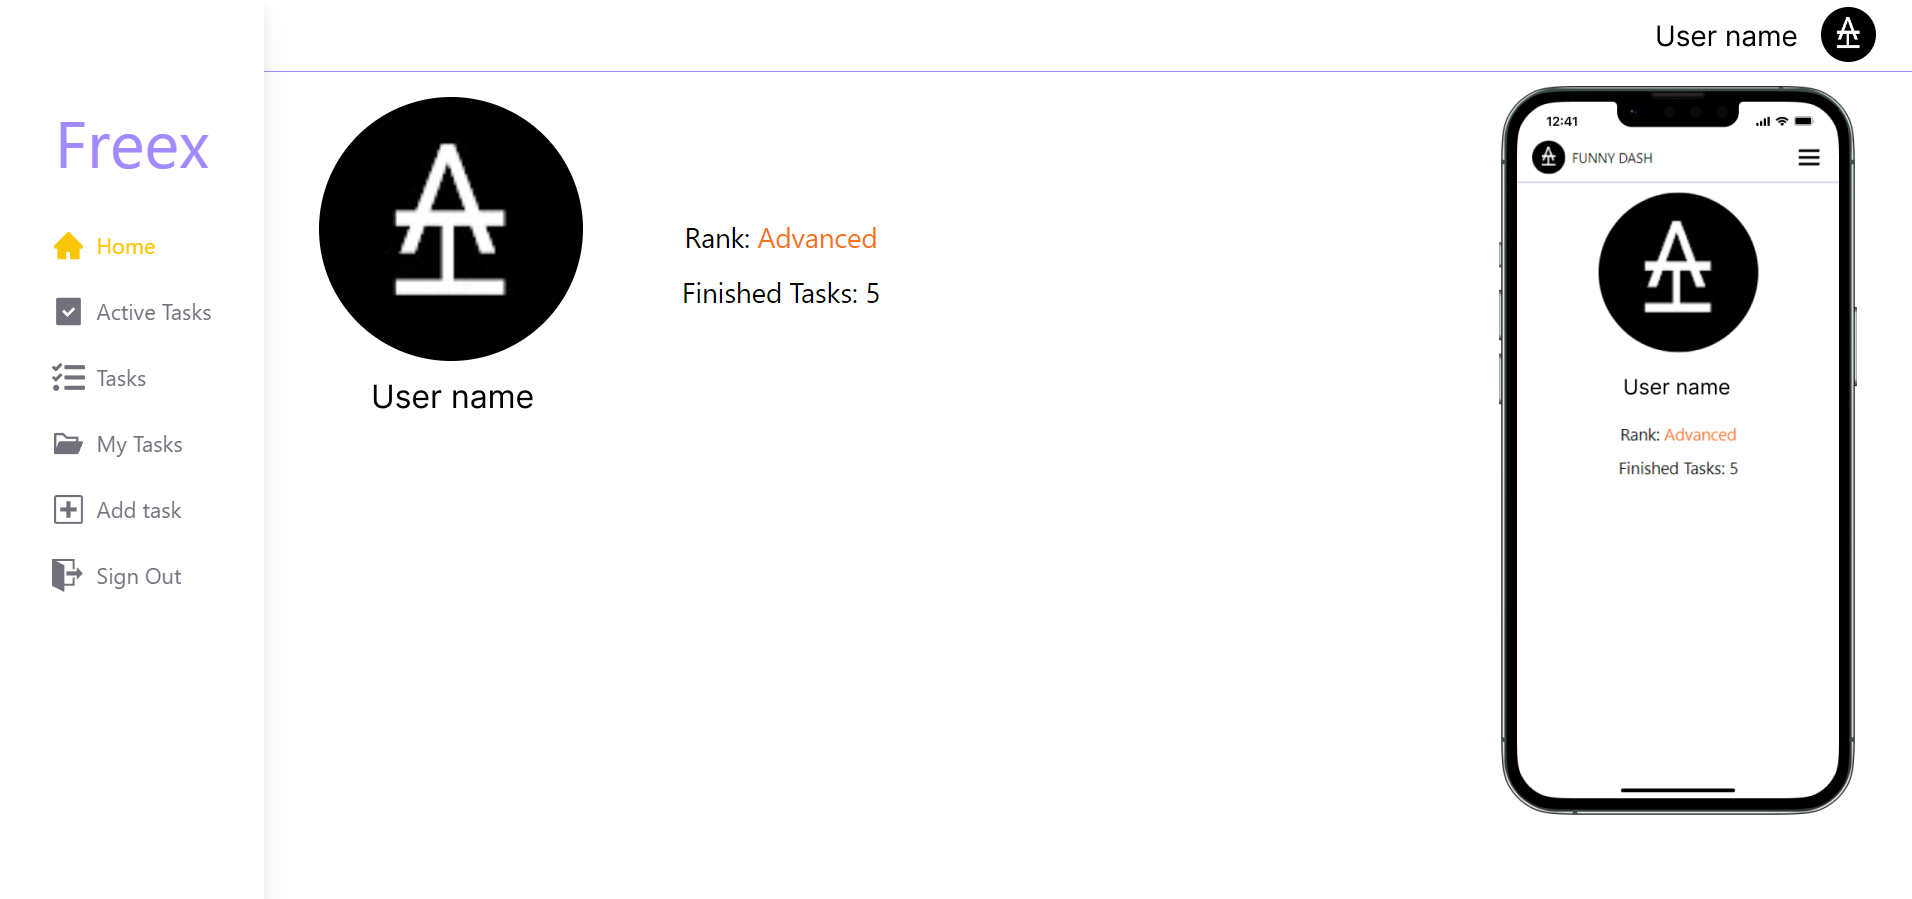 User name
Freex
Home
Active Tasks
Tasks
My Tasks
Add task
Sign Out
User name
Rank: Advanced
Finished Tasks: 5
12:41
FUNNY DASH
User name
Rank: Advanced
Finished Tasks: 5